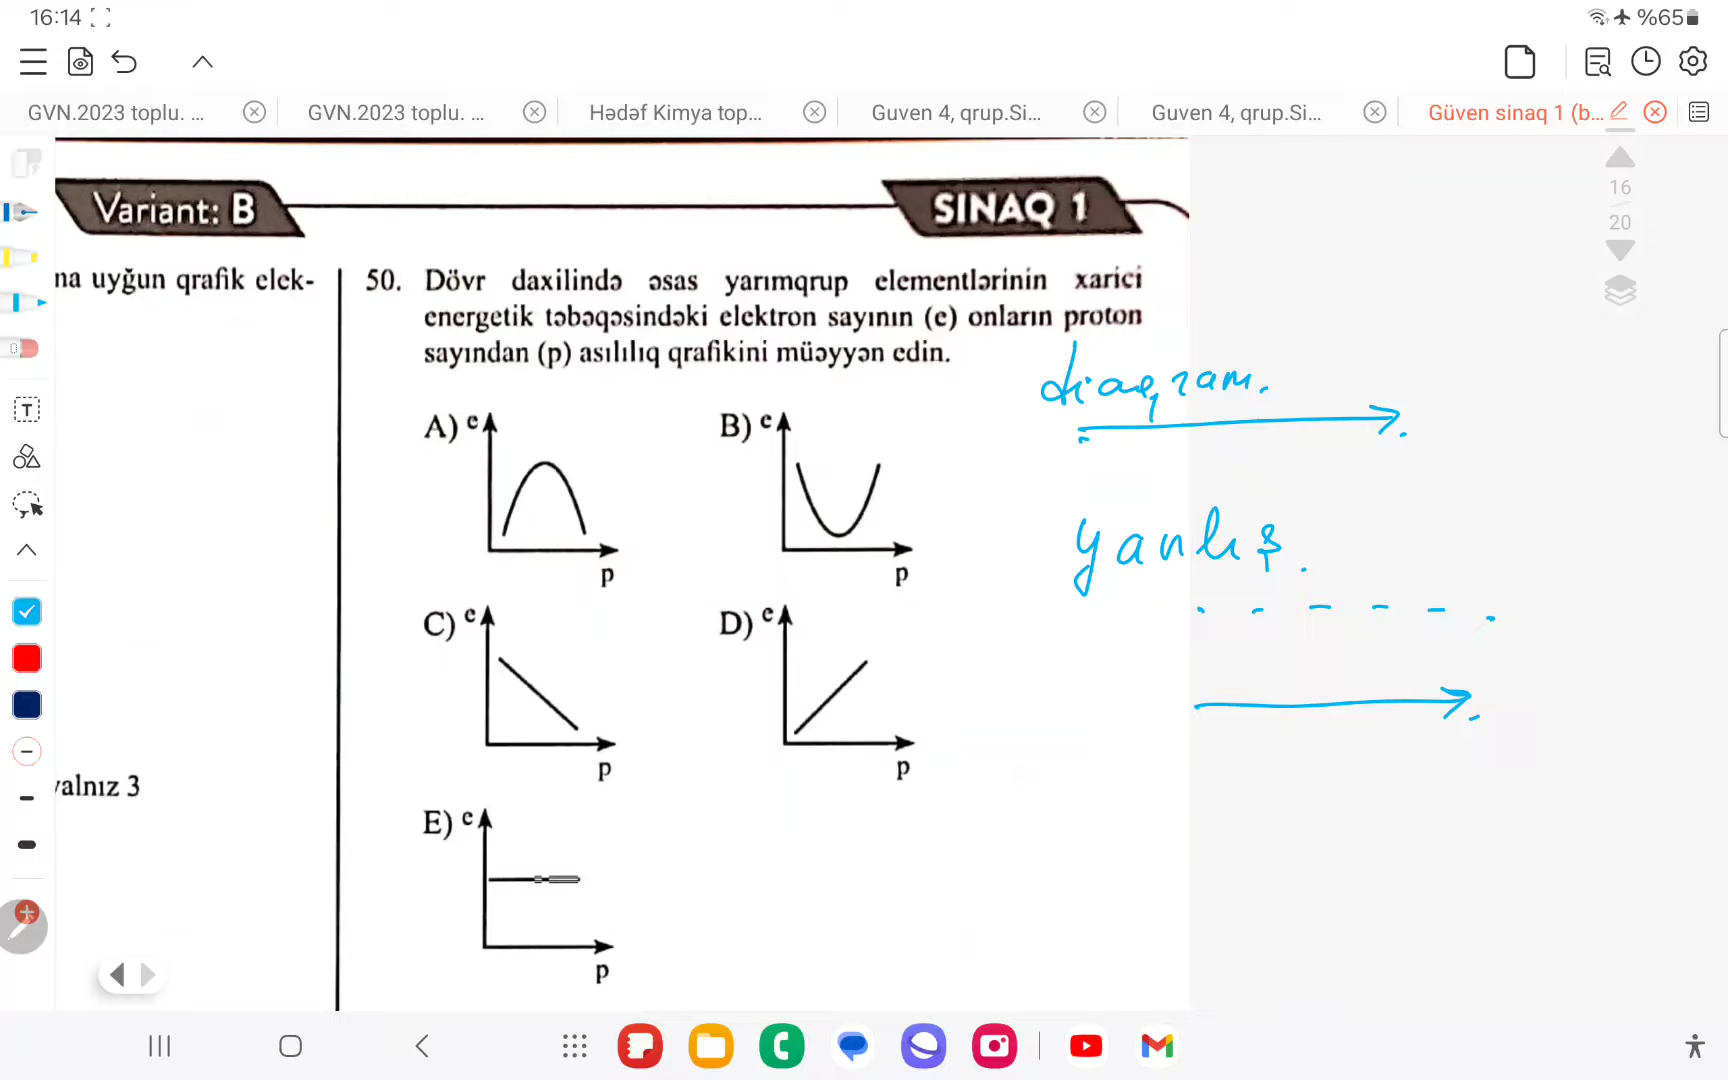 16:14
%65
GVN.2023 toplu. ...
GVN.2023 toplu. ...
Hədəf Kimya top...
Guven 4, qrup.Si...
Guven 4, qrup.Si...
Güven sinaq 1 (b...
16
20
Variant: B
SINAQ 1
na uyğun qrafik elek-
50. Dövr daxilində əsas yarımqrup elementlərinin xarici
energetik təbəqəsindəki elektron sayının (e) onların proton
sayından (p) asılılıq qrafikini müəyyən edin.
diaqram.
A) e
p
B) e
p
yanlış.
C) e
p
D) e
p
yalnız 3
E) e
p
T